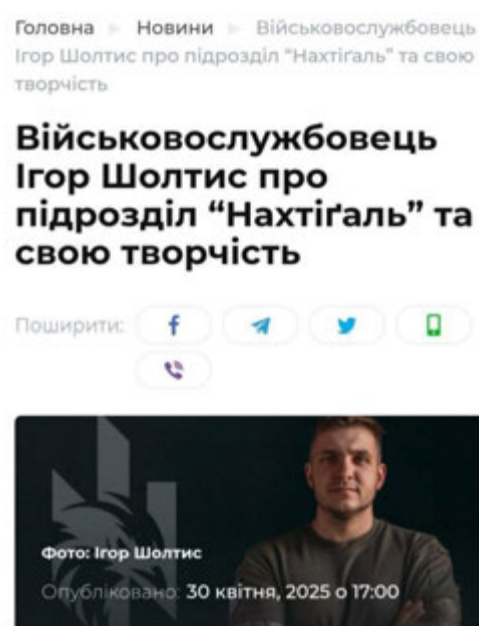 Головна Новини Військовослужбовець
Ігор Шолтис про підрозділ “Нахтіґаль” та свою
творчість
Військовослужбовець
Ігор Шолтис про
підрозділ “Нахтіґаль” та
свою творчість
Поширити:
Фото: Ігор Шолтис
Опубліковано: 30 квітня, 2025 о 17:00